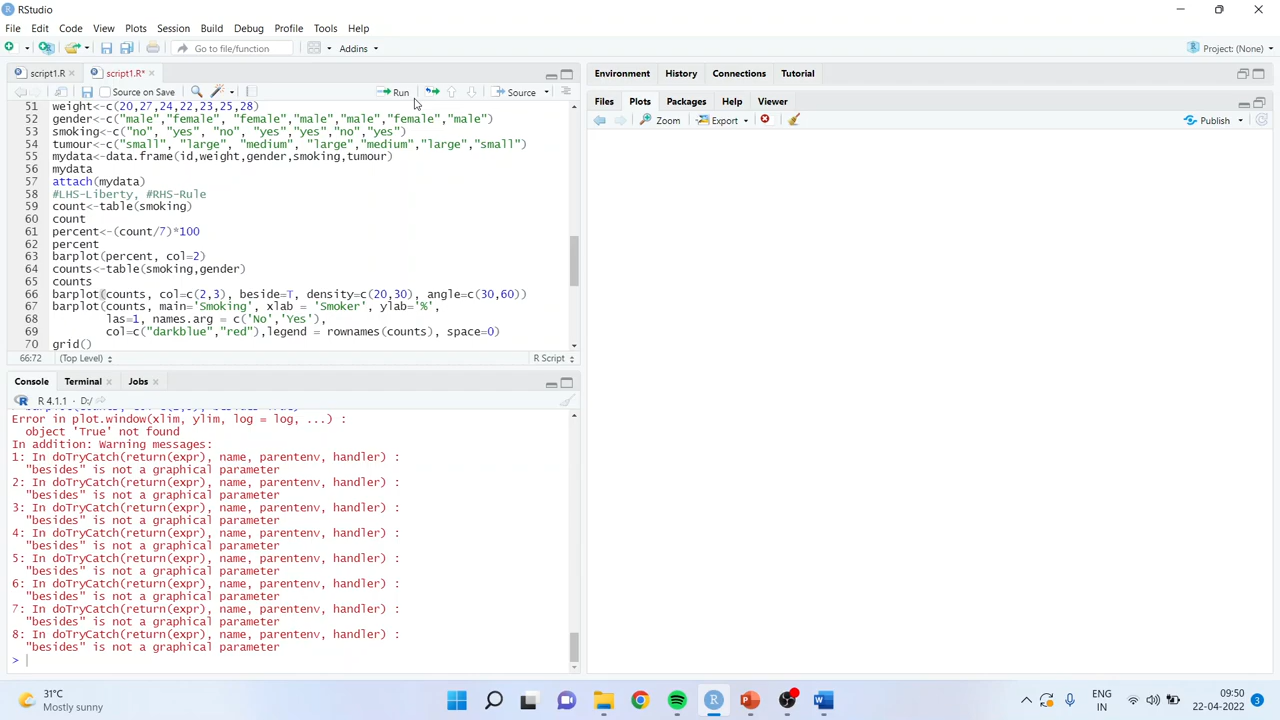 RStudio
File Edit Code View Plots Session Build Debug Profile Tools Help
Go to file/function Addins Project: (None)
script1.R script1.R* Environment History Connections Tutorial
Source on Save Run Source Files Plots Packages Help Viewer
Zoom Export Publish
51 weight<-c(20,27,24,22,23,25,28)
52 gender<-c("male","female", "female","male","male","female","male")
53 smoking<-c("no", "yes", "no", "yes","yes","no","yes")
54 tumour<-c("small", "large", "medium", "large","medium","large","small")
55 mydata<-data.frame(id,weight,gender,smoking,tumour)
56 mydata
57 attach(mydata)
58 #LHS-Liberty, #RHS-Rule
59 count<-table(smoking)
60 count
61 percent<-(count/7)*100
62 percent
63 barplot(percent, col=2)
64 counts<-table(smoking,gender)
65 counts
66 barplot(counts, col=c(2,3), beside=T, density=c(20,30), angle=c(30,60))
67 barplot(counts, main='Smoking', xlab = 'Smoker', ylab='%',
68 las=1, names.arg = c('No','Yes'),
69 col=c("darkblue","red"),legend = rownames(counts), space=0)
70 grid()
66:72 (Top Level) R Script
Console Terminal Jobs
R 4.1.1 · D:/
Error in plot.window(xlim, ylim, log = log, ...) :
object 'True' not found
In addition: Warning messages:
1: In doTryCatch(return(expr), name, parentenv, handler) :
"besides" is not a graphical parameter
2: In doTryCatch(return(expr), name, parentenv, handler) :
"besides" is not a graphical parameter
3: In doTryCatch(return(expr), name, parentenv, handler) :
"besides" is not a graphical parameter
4: In doTryCatch(return(expr), name, parentenv, handler) :
"besides" is not a graphical parameter
5: In doTryCatch(return(expr), name, parentenv, handler) :
"besides" is not a graphical parameter
6: In doTryCatch(return(expr), name, parentenv, handler) :
"besides" is not a graphical parameter
7: In doTryCatch(return(expr), name, parentenv, handler) :
"besides" is not a graphical parameter
8: In doTryCatch(return(expr), name, parentenv, handler) :
"besides" is not a graphical parameter
>
31°C
Mostly sunny
ENG
IN
09:50
22-04-2022
3